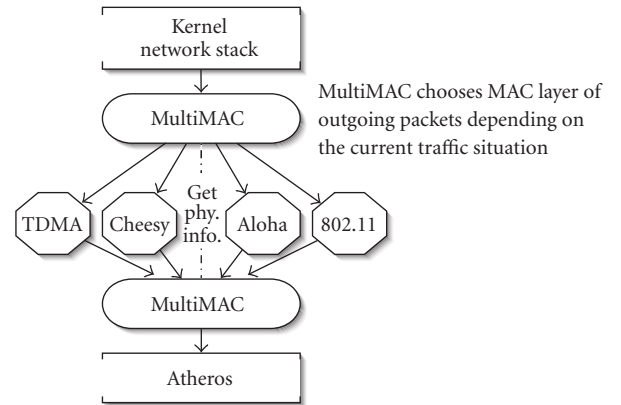 Kernel
network stack
MultiMAC
MultiMAC chooses MAC layer of
outgoing packets depending on
the current traffic situation
TDMA
Cheesy
Get
phy.
info.
Aloha
802.11
MultiMAC
Atheros